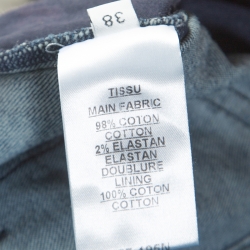 38
TISSU
MAIN FABRIC
98% COTON
COTTON
2% ELASTAN
ELASTAN
DOUBLURE
LINING
100% COTON
COTTON